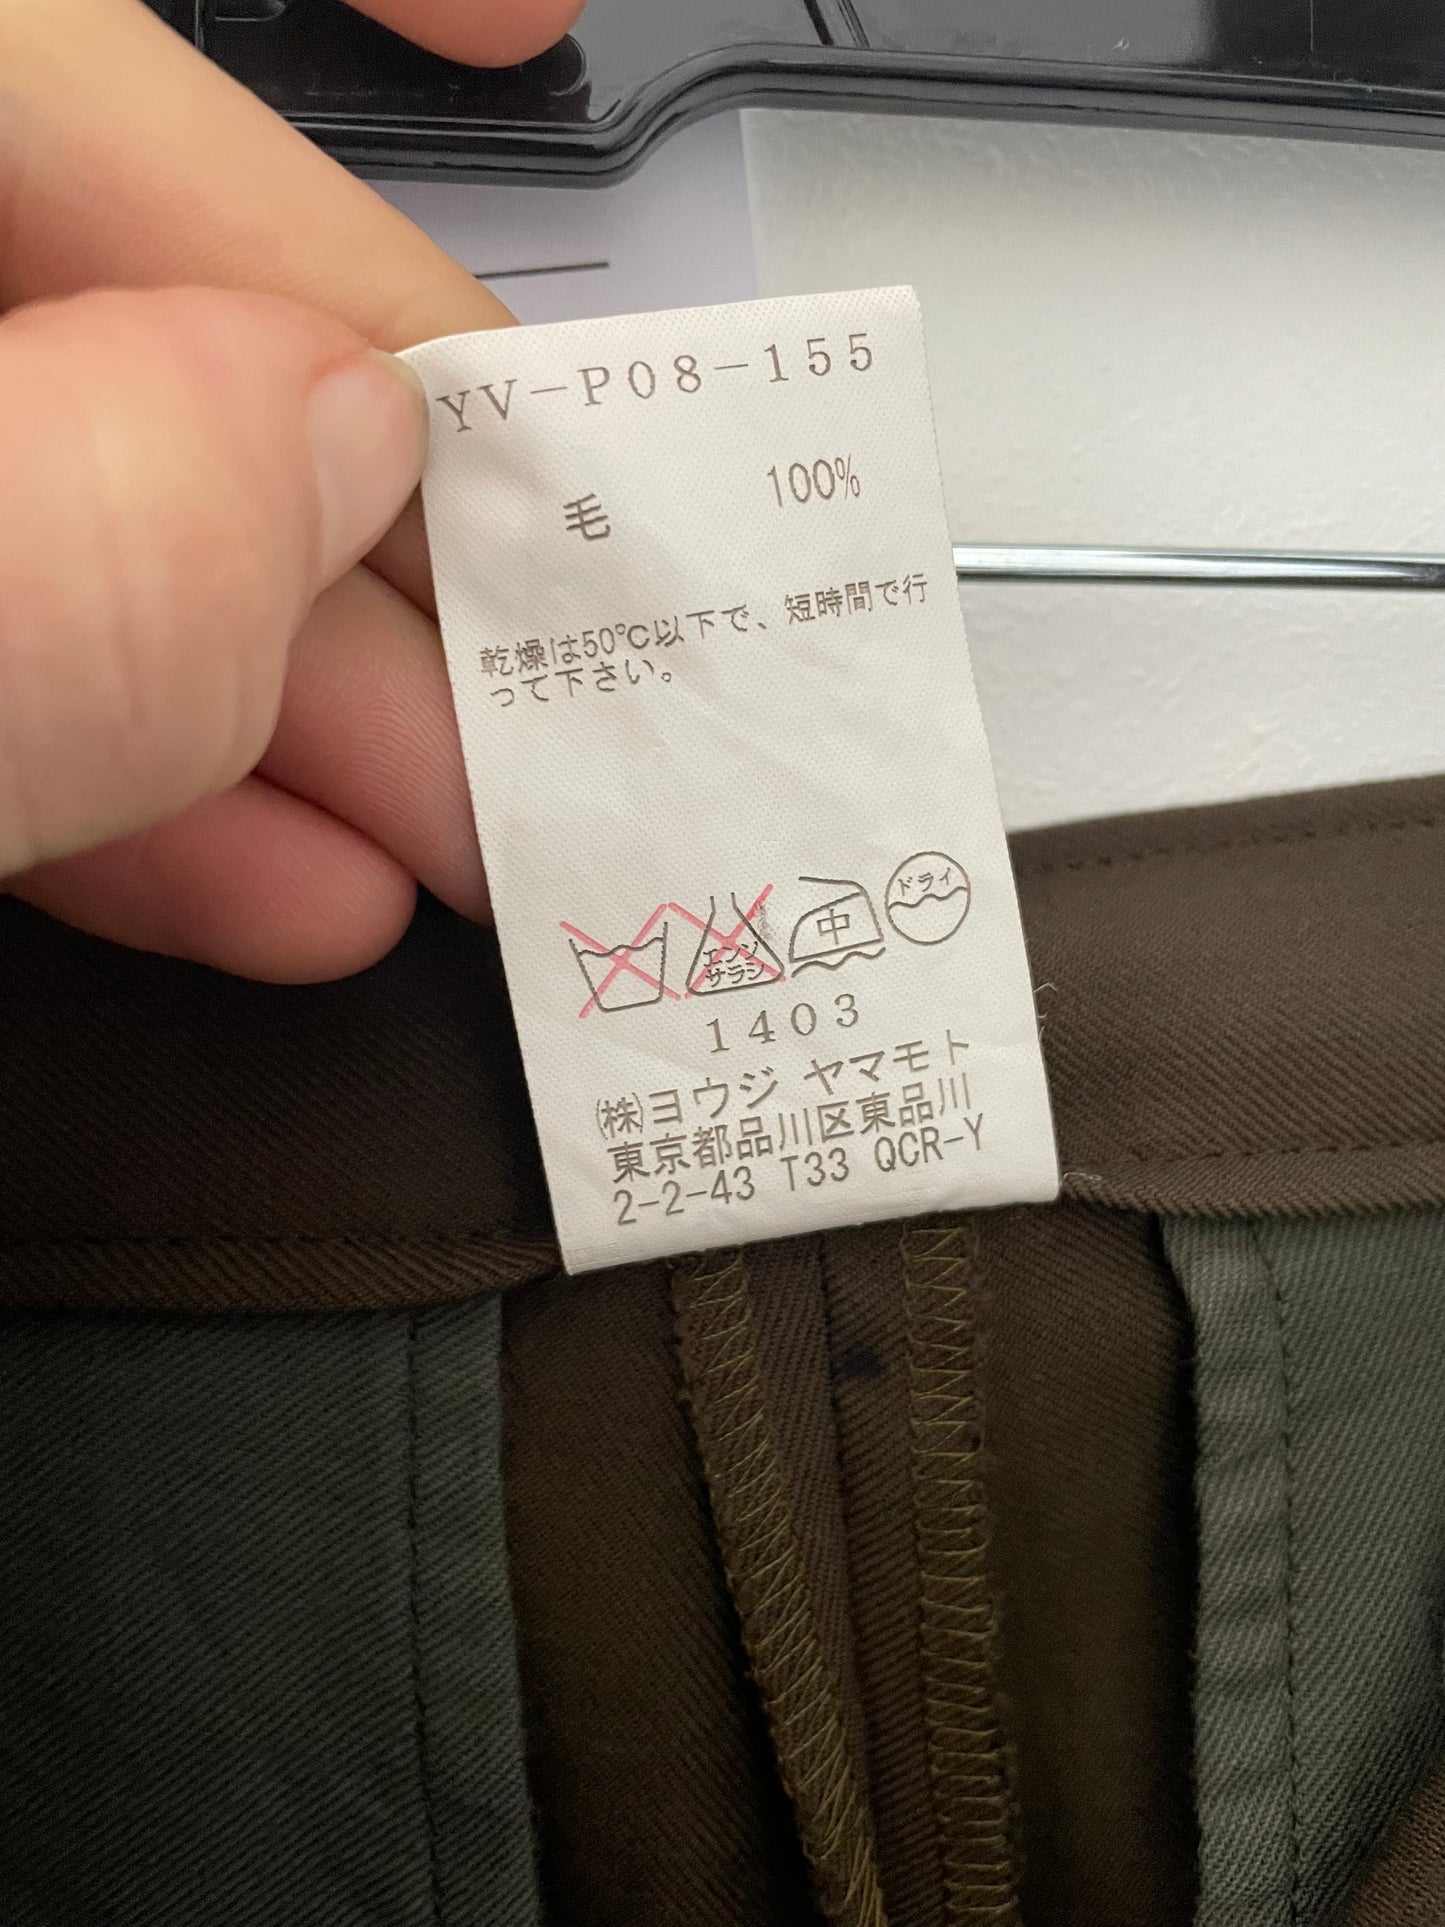 YV-P08-155
毛 100%
乾燥は50℃以下で、短時間で行
って下さい。
エンソ
サラシ
中
ドライ
1403
㈱ヨウジ ヤマモト
東京都品川区東品川
2-2-43 T33 QCR-Y